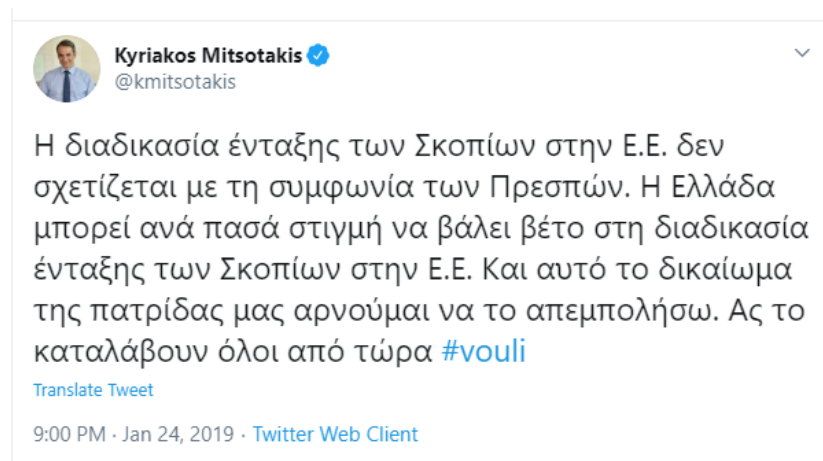 Kyriakos Mitsotakis
@kmitsotakis
Η διαδικασία ένταξης των Σκοπίων στην Ε.Ε. δεν
σχετίζεται με τη συμφωνία των Πρεσπών. Η Ελλάδα
μπορεί ανά πασά στιγμή να βάλει βέτο στη διαδικασία
ένταξης των Σκοπίων στην Ε.Ε. Και αυτό το δικαίωμα
της πατρίδας μας αρνούμαι να το απεμπολήσω. Ας το
καταλάβουν όλοι από τώρα #vouli
Translate Tweet
9:00 PM · Jan 24, 2019 · Twitter Web Client